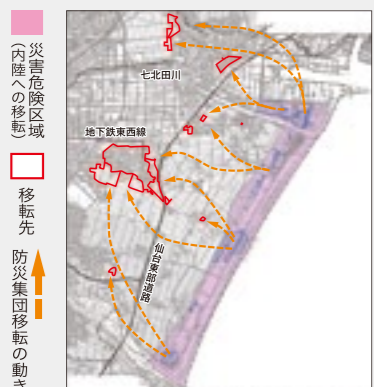 災害危険区域
（内陸への移転）
移転先
防災集団移転の動き
七北田川
地下鉄東西線
仙台東部道路